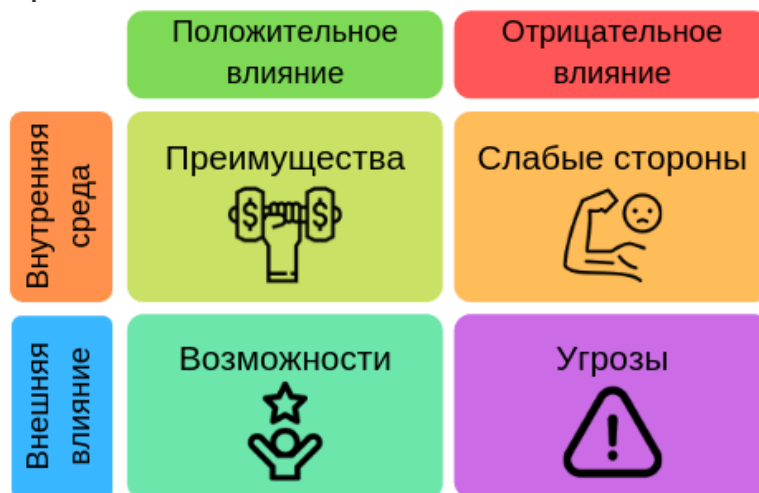 Положительное
влияние
Отрицательное
влияние
Внутренняя
среда
Преимущества
$ $
Слабые стороны
Внешняя
влияние
Возможности
Угрозы
!